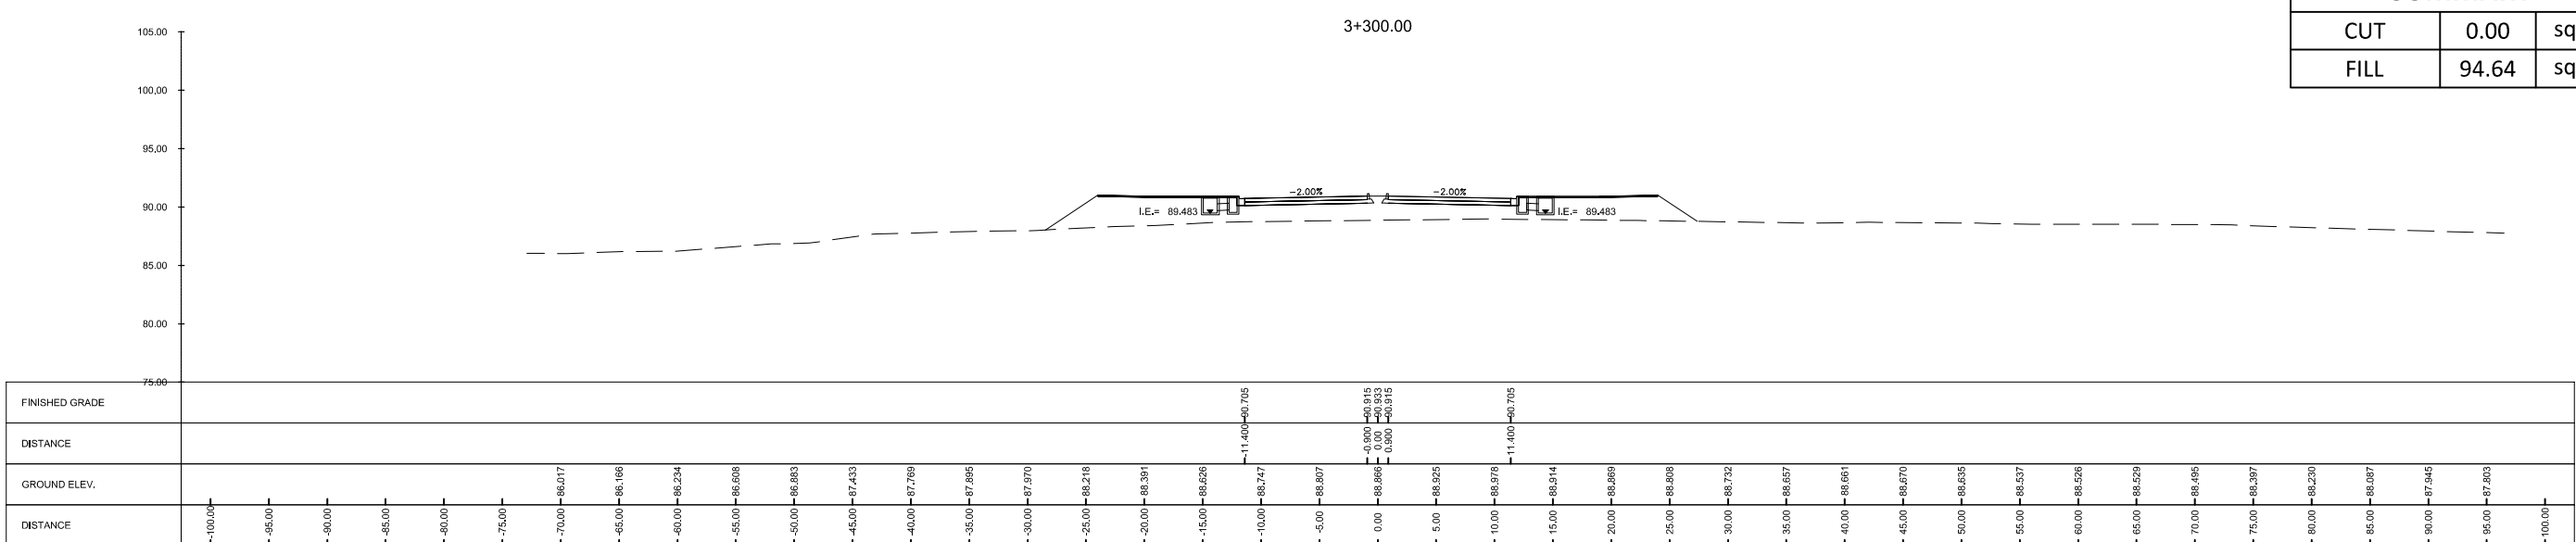 3+300.00
CUT 0.00 sq
FILL 94.64 sq
105.00
100.00
95.00
90.00
85.00
80.00
75.00
-2.00% -2.00%
I.E.= 89.483 I.E.= 89.483
FINISHED GRADE 90.705 90.915 90.933 90.915 90.705
DISTANCE -11.400 -0.900 0.00 0.900 11.400
GROUND ELEV. 86.017 86.166 86.234 86.608 86.883 87.433 87.769 87.895 87.970 88.218 88.391 88.626 88.747 88.807 88.866 88.925 88.978 88.914 88.869 88.808 88.732 88.657 88.661 88.670 88.635 88.537 88.526 88.529 88.495 88.397 88.230 88.087 87.945 87.803
DISTANCE -100.00 -95.00 -90.00 -85.00 -80.00 -75.00 -70.00 -65.00 -60.00 -55.00 -50.00 -45.00 -40.00 -35.00 -30.00 -25.00 -20.00 -15.00 -10.00 -5.00 0.00 5.00 10.00 15.00 20.00 25.00 30.00 35.00 40.00 45.00 50.00 55.00 60.00 65.00 70.00 75.00 80.00 85.00 90.00 95.00 100.00